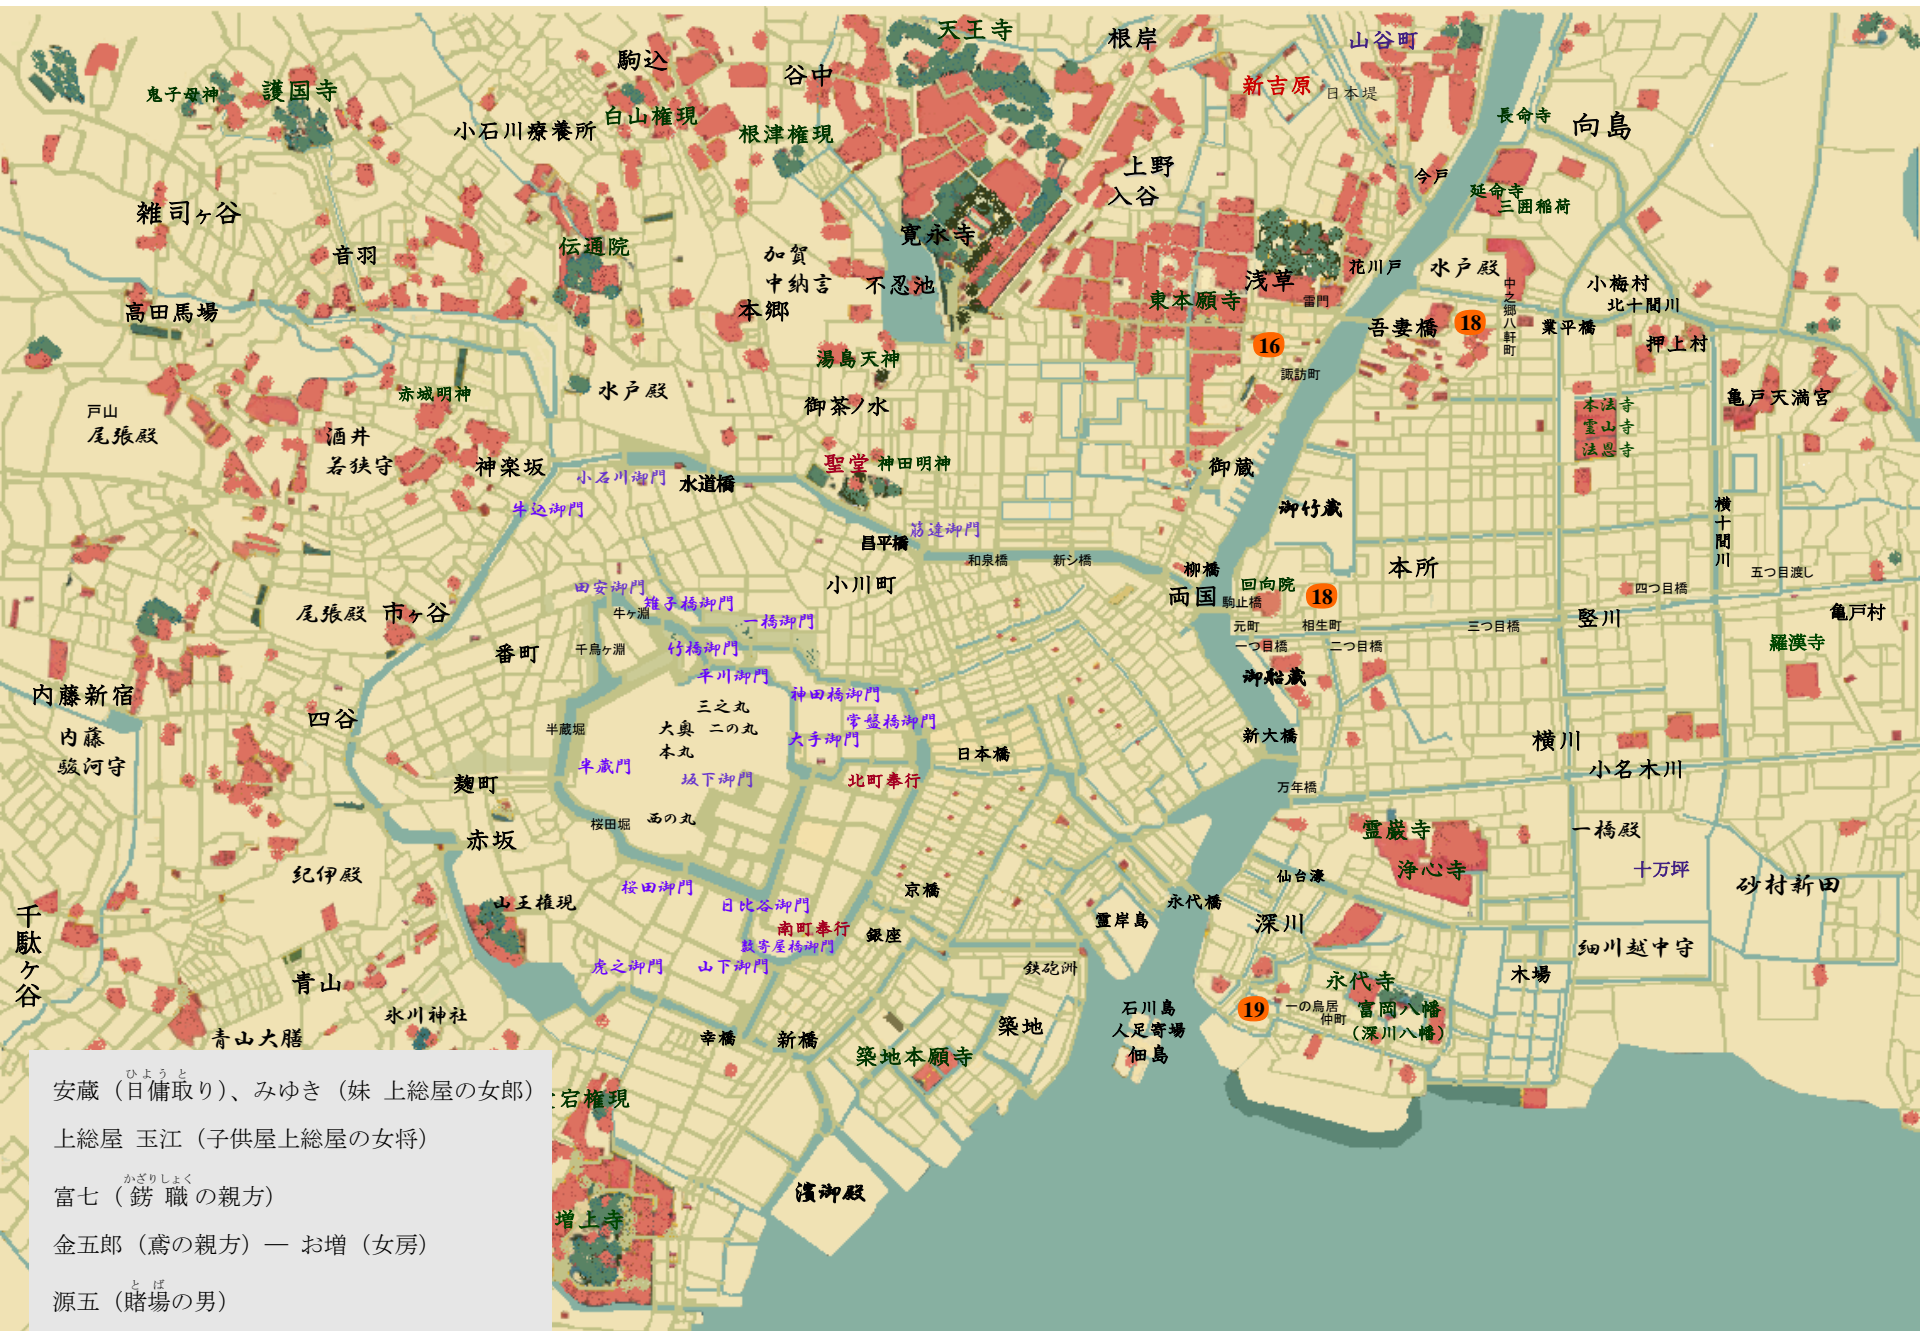 天王寺
根岸
山谷町
駒込
谷中
新吉原
日本堤
鬼子母神
護国寺
白山権現
小石川療養所
根津権現
長命寺
向島
上野
入谷
今戸
延命寺
三囲稲荷
雑司ヶ谷
音羽
伝通院
加賀
中納言
本郷
寛永寺
不忍池
浅草
花川戸
水戸殿
東本願寺
雷門
中之郷八軒町
小梅村
北十間川
業平橋
押上村
高田馬場
吾妻橋
18
16
諏訪町
湯島天神
水戸殿
赤城明神
御茶ノ水
戸山
尾張殿
酒井
若狭守
神楽坂
本法寺
霊山寺
法恩寺
亀戸天満宮
小石川御門
水道橋
聖堂
神田明神
御蔵
牛込御門
御竹蔵
横十間川
筋違御門
昌平橋
和泉橋
新シ橋
柳橋
本所
五つ目渡し
小川町
田安御門
牛ヶ淵
雉子橋御門
一橋御門
両国
回向院
駒止橋
18
元町
相生町
一つ目橋
二つ目橋
三つ目橋
竪川
四つ目橋
亀戸村
羅漢寺
尾張殿
市ヶ谷
番町
千鳥ヶ淵
竹橋御門
平川御門
御船蔵
内藤新宿
内藤
駿河守
四谷
半蔵堀
三之丸
大奥
二の丸
本丸
神田橋御門
常盤橋御門
大手御門
日本橋
新大橋
横川
小名木川
半蔵門
坂下御門
北町奉行
麹町
万年橋
桜田堀
西の丸
赤坂
霊巌寺
浄心寺
一橋殿
十万坪
砂村新田
紀伊殿
桜田御門
日比谷御門
京橋
仙台濠
山王権現
永代橋
霊岸島
深川
南町奉行
数寄屋橋御門
銀座
細川越中守
千駄ヶ谷
青山
虎之御門
山下御門
鉄砲洲
木場
永代寺
富岡八幡
(深川八幡)
19
一の鳥居
仲町
石川島
人足寄場
佃島
氷川神社
青山大膳
幸橋
新橋
築地
築地本願寺
宕権現
濱御殿
増上寺
ひようと
安蔵（日傭取り）、みゆき（妹 上総屋の女郎）
上総屋 玉江（子供屋上総屋の女将）
かざりしょく
富七（錺職の親方）
金五郎（鳶の親方）― お増（女房）
とば
源五（賭場の男）